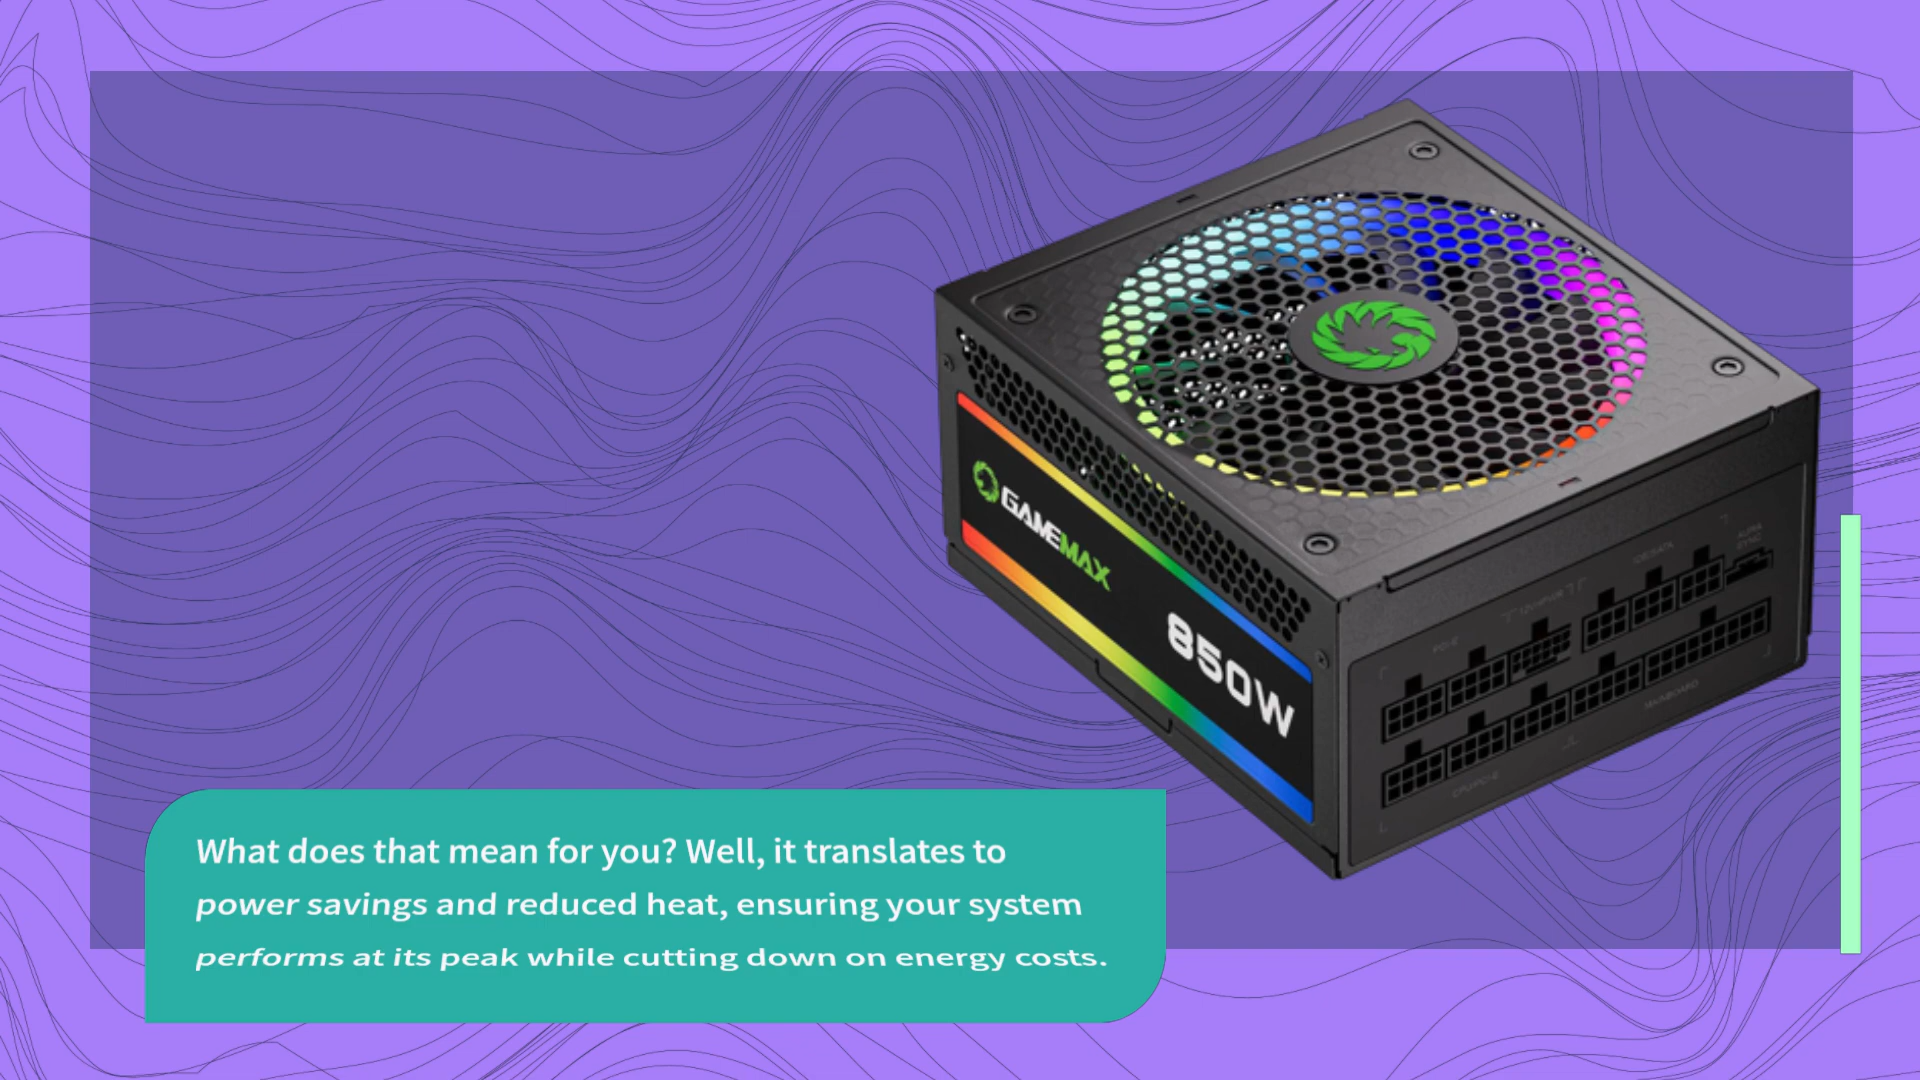 GAMEMAX
850W
MAINBOARD
What does that mean for you? Well, it translates to
power savings and reduced heat, ensuring your system
performs at its peak while cutting down on energy costs.